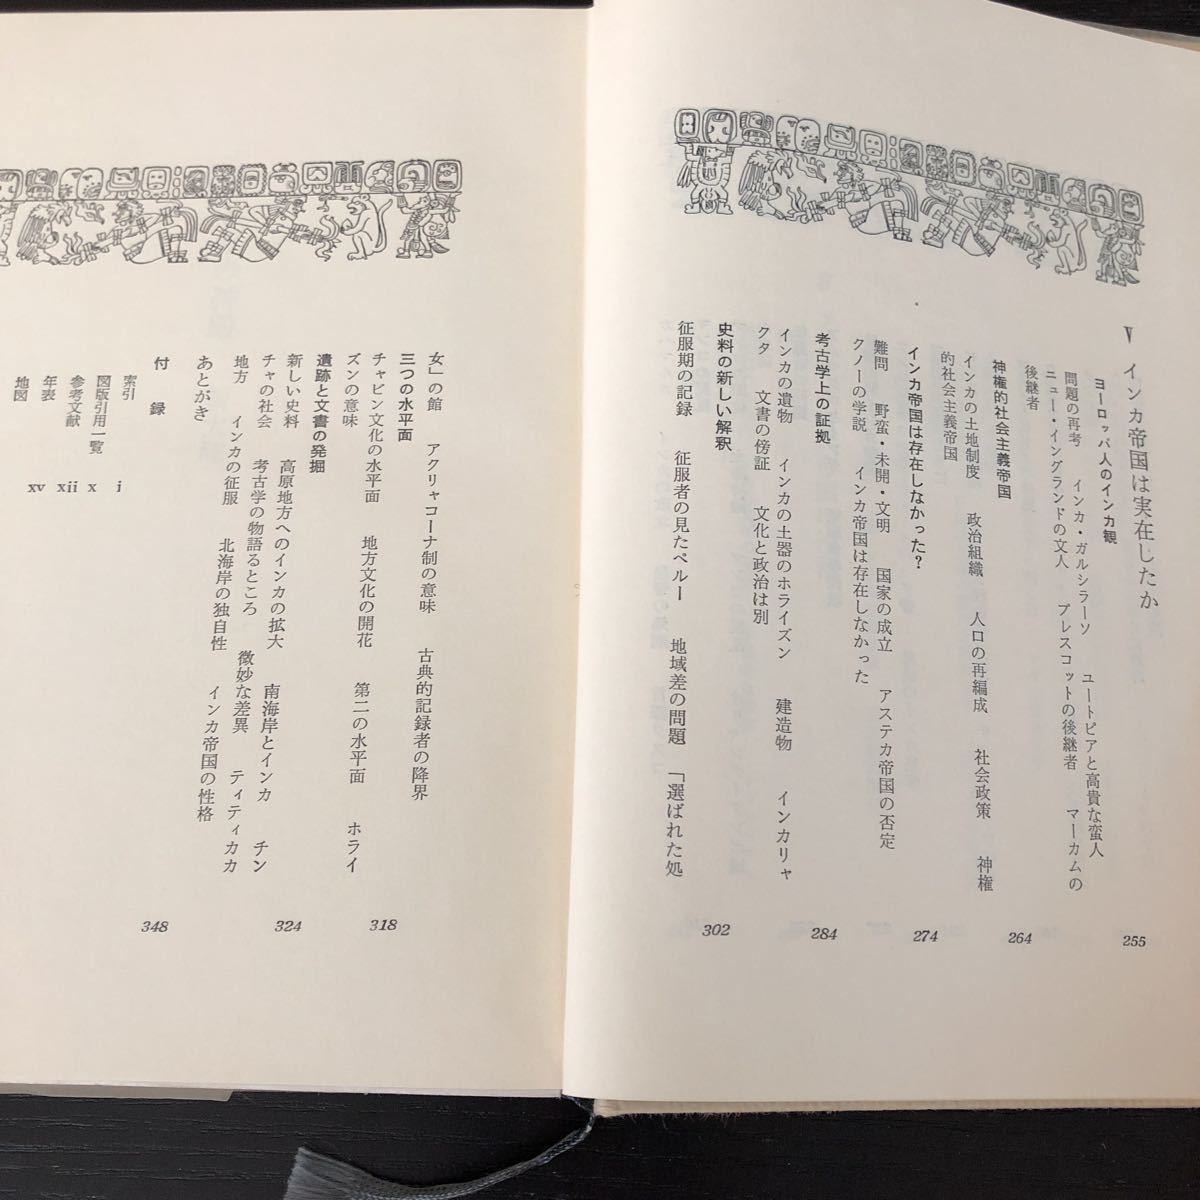 V　インカ帝国は実在したか
ヨーロッパ人のインカ観　255
問題の再考　インカ・ガルシラーソ　ユートピアと高貴な蛮人
ニュー・イングランドの文人　プレスコットの後継者　マーカムの
後継者
神権的社会主義帝国　264
インカの土地制度　政治組織　人口の再編成　社会政策　神権
的社会主義帝国
インカ帝国は存在しなかった？　274
難問　野蛮・未開・文明　国家の成立　アステカ帝国の否定
クノーの学説　インカ帝国は存在しなかった
考古学上の証拠　284
インカの遺物　インカの土器のホライズン　建造物　インカリャ
クタ　文書の傍証　文化と政治は別
史料の新しい解釈　302
征服期の記録　征服者の見たペルー　地域差の問題　「選ばれた処
女」の館　アクリャコーナ制の意味　古典的記録者の限界
三つの水平面　318
チャビン文化の水平面　地方文化の開花　第二の水平面　ホライ
ズンの意味
遺跡と文書の発掘　324
新しい史料　高原地方へのインカの拡大　南海岸とインカ　チン
チャの社会　考古学の物語るところ　微妙な差異　ティティカカ
地方　インカの征服　北海岸の独自性　インカ帝国の性格
あとがき　348
付録
索引　i
図版引用一覧　x
参考文献　xii
年表　xv
地図